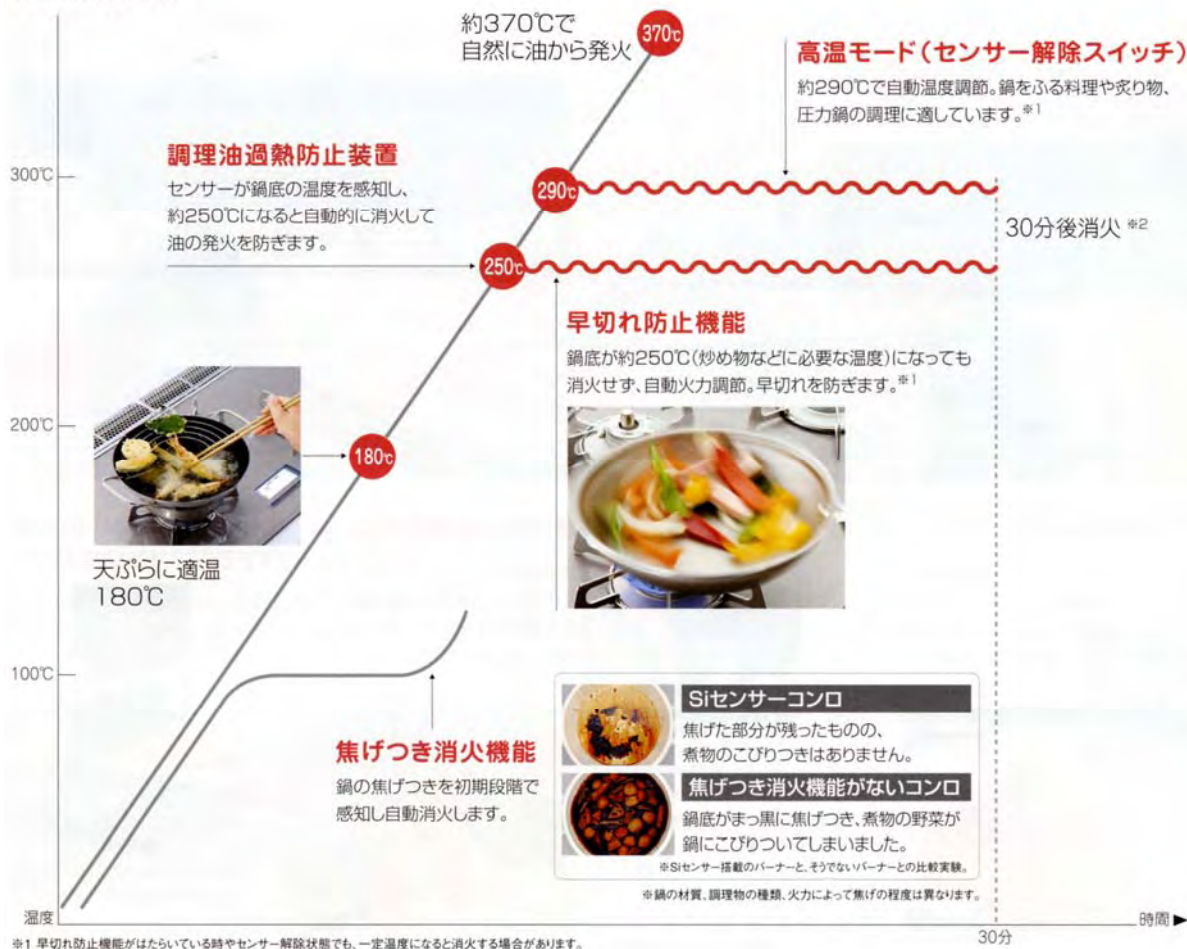 約370℃で
自然に油から発火
370℃
高温モード(センサー解除スイッチ)
約290℃で自動温度調節。鍋をふる料理や炙り物、
圧力鍋の調理に適しています。※1
調理油過熱防止装置
センサーが鍋底の温度を感知し、
約250℃になると自動的に消火して
油の発火を防ぎます。
300℃
290℃
30分後消火 ※2
250℃
早切れ防止機能
鍋底が約250℃(炒め物などに必要な温度)になっても
消火せず、自動火力調節。早切れを防ぎます。※1
200℃
180℃
天ぷらに適温
180℃
100℃
焦げつき消火機能
鍋の焦げつきを初期段階で
感知し自動消火します。
Siセンサーコンロ
焦げた部分が残ったものの、
煮物のこびりつきはありません。
焦げつき消火機能がないコンロ
鍋底がまっ黒に焦げつき、煮物の野菜が
鍋にこびりついてしまいました。
※Siセンサー搭載のバーナーと、そうでないバーナーとの比較実験。
※鍋の材質、調理物の種類、火力によって焦げの程度は異なります。
温度
時間▶
30分
※1 早切れ防止機能がはたらいている時やセンサー解除状態でも、一定温度になると消火する場合があります。